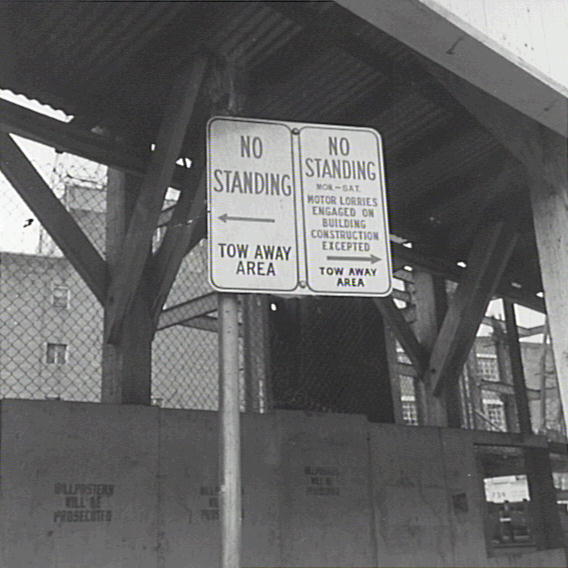 NO
STANDING
TOW AWAY
AREA
NO
STANDING
MON.-SAT.
MOTOR LORRIES
ENGAGED ON
BUILDING
CONSTRUCTION
EXCEPTED
TOW AWAY
AREA
BILLPOSTERS
WILL BE
PROSECUTED